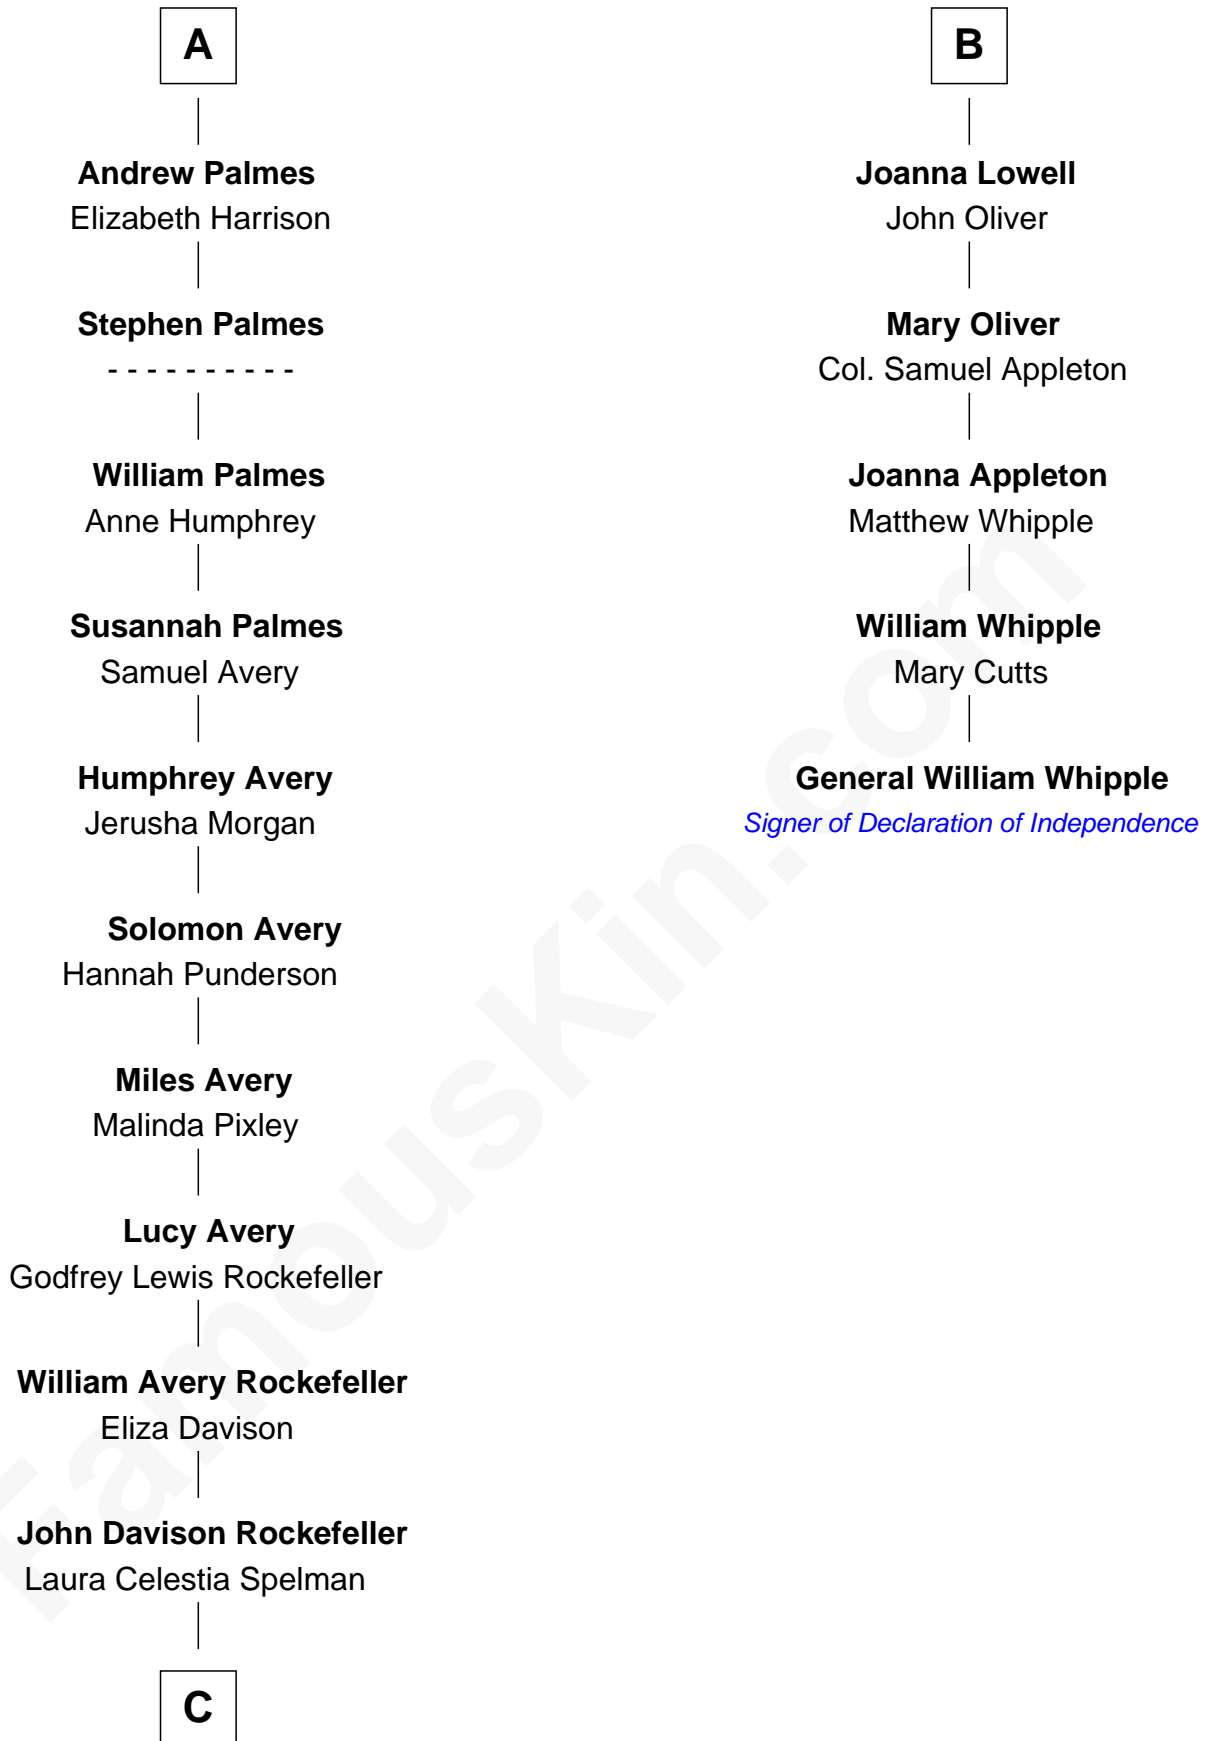 A
Andrew Palmes
Elizabeth Harrison
Stephen Palmes
- - - - - - - - - -
William Palmes
Anne Humphrey
Susannah Palmes
Samuel Avery
Humphrey Avery
Jerusha Morgan
Solomon Avery
Hannah Punderson
Miles Avery
Malinda Pixley
Lucy Avery
Godfrey Lewis Rockefeller
William Avery Rockefeller
Eliza Davison
John Davison Rockefeller
Laura Celestia Spelman
C
B
Joanna Lowell
John Oliver
Mary Oliver
Col. Samuel Appleton
Joanna Appleton
Matthew Whipple
William Whipple
Mary Cutts
General William Whipple
Signer of Declaration of Independence
FamousKin.com